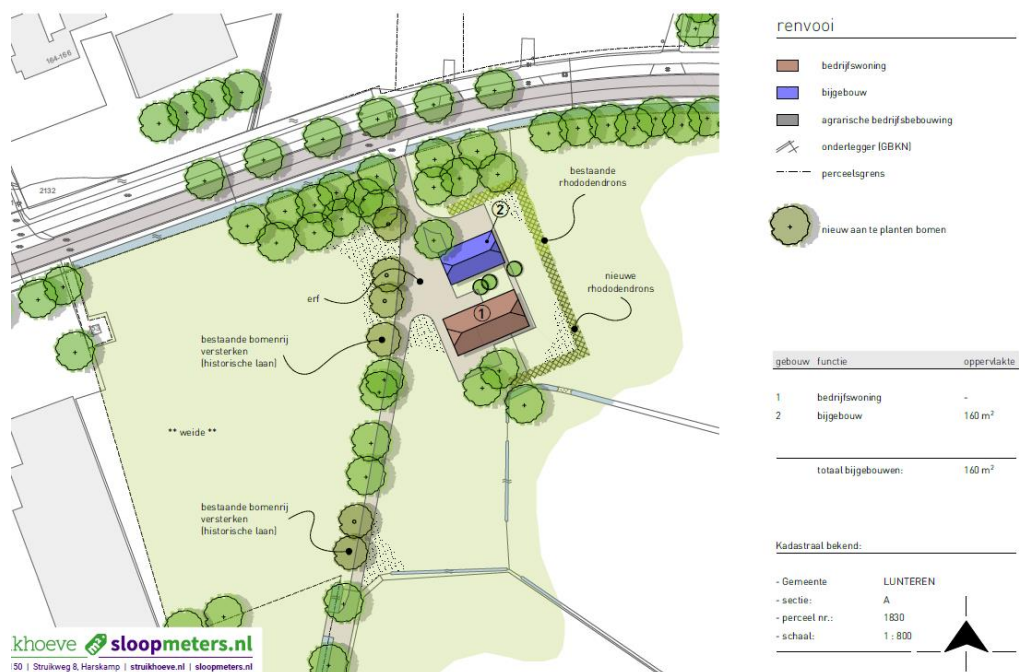 164-166
2132
bestaande
rhododendrons
2
nieuwe
rhododendrons
erf
1
bestaande bomenrij
versterken
(historische laan)
** weide **
bestaande bomenrij
versterken
(historische laan)
khoeve m2 sloopmeters.nl
50 | Struikweg 8, Harskamp | struikhoeve.nl | sloopmeters.nl
renvooi
bedrijfswoning
bijgebouw
agrarische bedrijfsbebouwing
onderlegger (GBKN)
perceelsgrens
nieuw aan te planten bomen
gebouw functie oppervlakte
1 bedrijfswoning -
2 bijgebouw 160 m²
totaal bijgebouwen: 160 m²
Kadastraal bekend:
- Gemeente LUNTEREN
- sectie: A
- perceel nr.: 1830
- schaal: 1 : 800